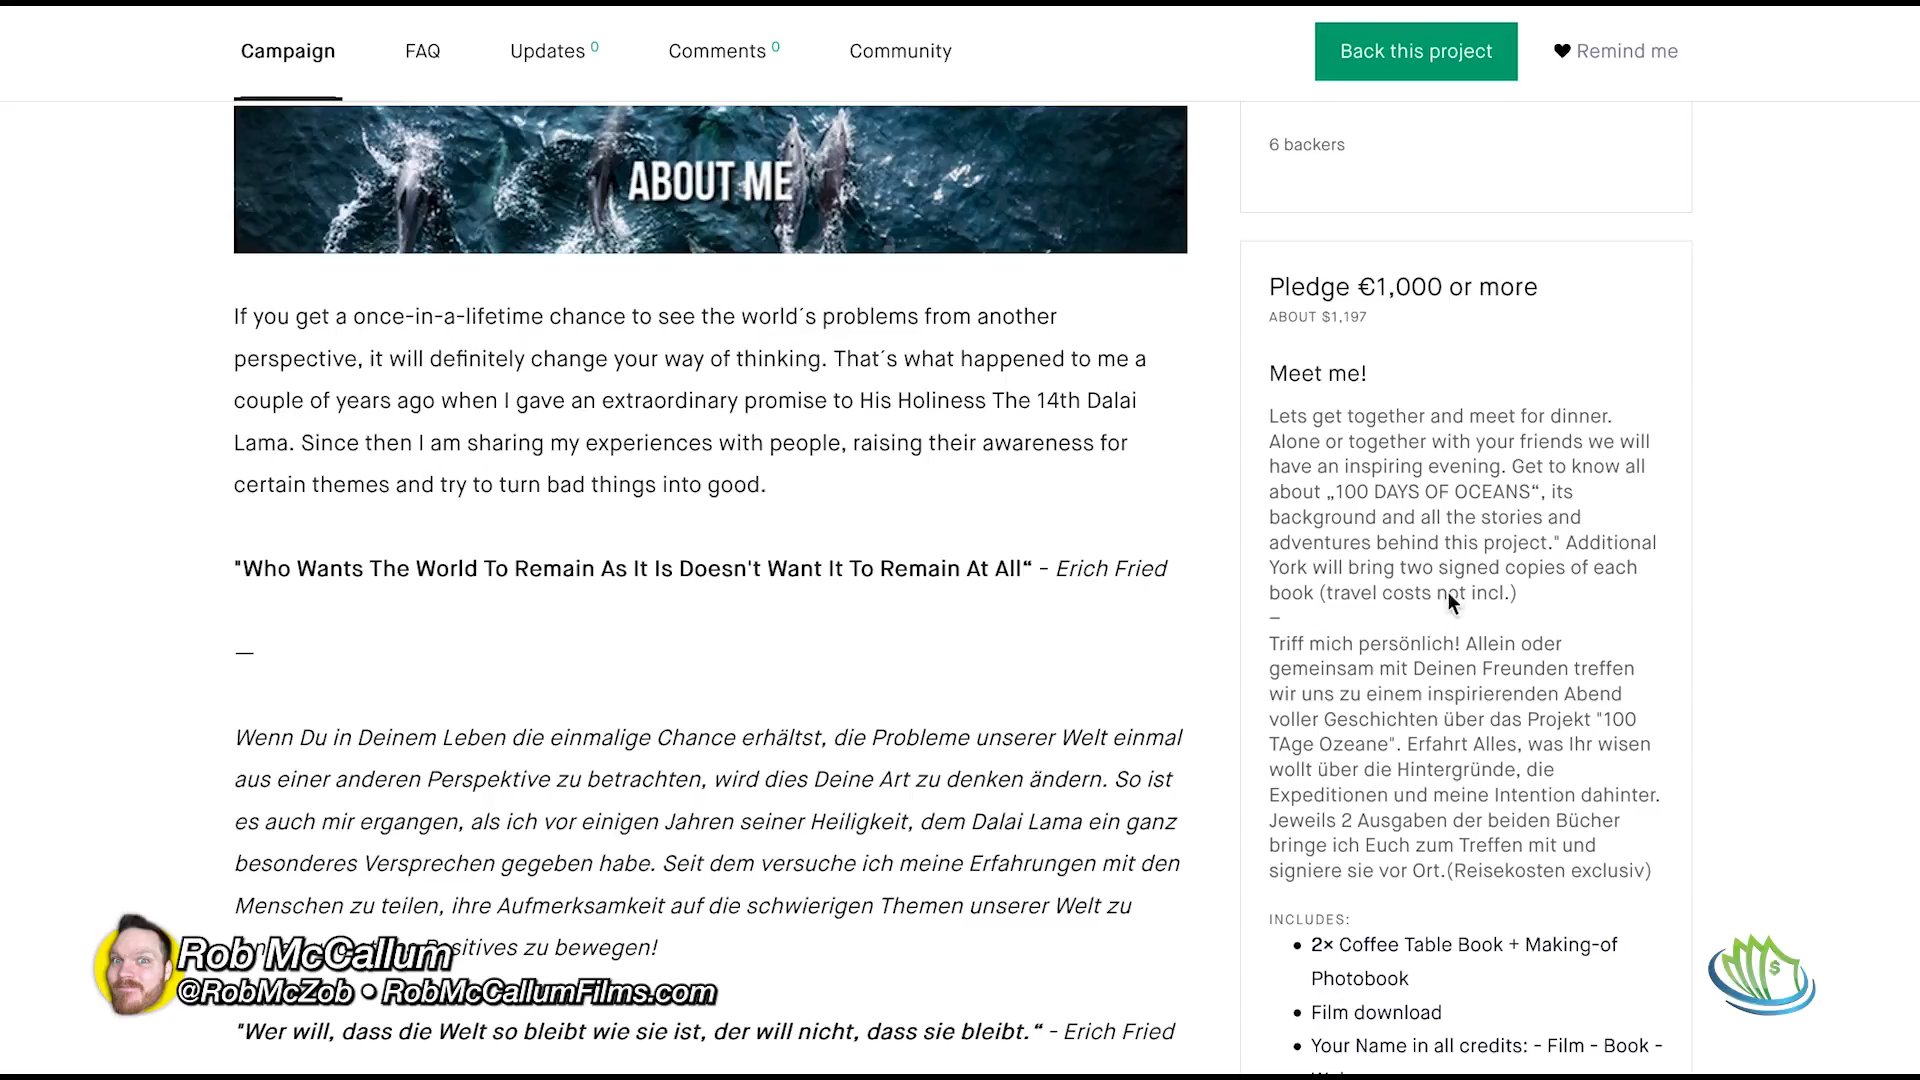 Campaign
FAQ
Updates 0
Comments 0
Community
Back this project
Remind me
ABOUT ME
If you get a once-in-a-lifetime chance to see the world´s problems from another
perspective, it will definitely change your way of thinking. That´s what happened to me a
couple of years ago when I gave an extraordinary promise to His Holiness The 14th Dalai
Lama. Since then I am sharing my experiences with people, raising their awareness for
certain themes and try to turn bad things into good.
"Who Wants The World To Remain As It Is Doesn't Want It To Remain At All“ - Erich Fried
—
Wenn Du in Deinem Leben die einmalige Chance erhältst, die Probleme unserer Welt einmal
aus einer anderen Perspektive zu betrachten, wird dies Deine Art zu denken ändern. So ist
es auch mir ergangen, als ich vor einigen Jahren seiner Heiligkeit, dem Dalai Lama ein ganz
besonderes Versprechen gegeben habe. Seit dem versuche ich meine Erfahrungen mit den
Menschen zu teilen, ihre Aufmerksamkeit auf die schwierigen Themen unserer Welt zu
zu bewegen!
"Wer will, dass die Welt so bleibt wie sie ist, der will nicht, dass sie bleibt.“ - Erich Fried
6 backers
Pledge €1,000 or more
ABOUT $1,197
Meet me!
Lets get together and meet for dinner.
Alone or together with your friends we will
have an inspiring evening. Get to know all
about „100 DAYS OF OCEANS“, its
background and all the stories and
adventures behind this project." Additional
York will bring two signed copies of each
book (travel costs not incl.)
–
Triff mich persönlich! Allein oder
gemeinsam mit Deinen Freunden treffen
wir uns zu einem inspirierenden Abend
voller Geschichten über das Projekt "100
TAge Ozeane". Erfahrt Alles, was Ihr wisen
wollt über die Hintergründe, die
Expeditionen und meine Intention dahinter.
Jeweils 2 Ausgaben der beiden Bücher
bringe ich Euch zum Treffen mit und
signiere sie vor Ort.(Reisekosten exclusiv)
INCLUDES:
• 2× Coffee Table Book + Making-of
Photobook
• Film download
• Your Name in all credits: - Film - Book -
Rob McCallum
@RobMcZob • RobMcCallumFilms.com
$